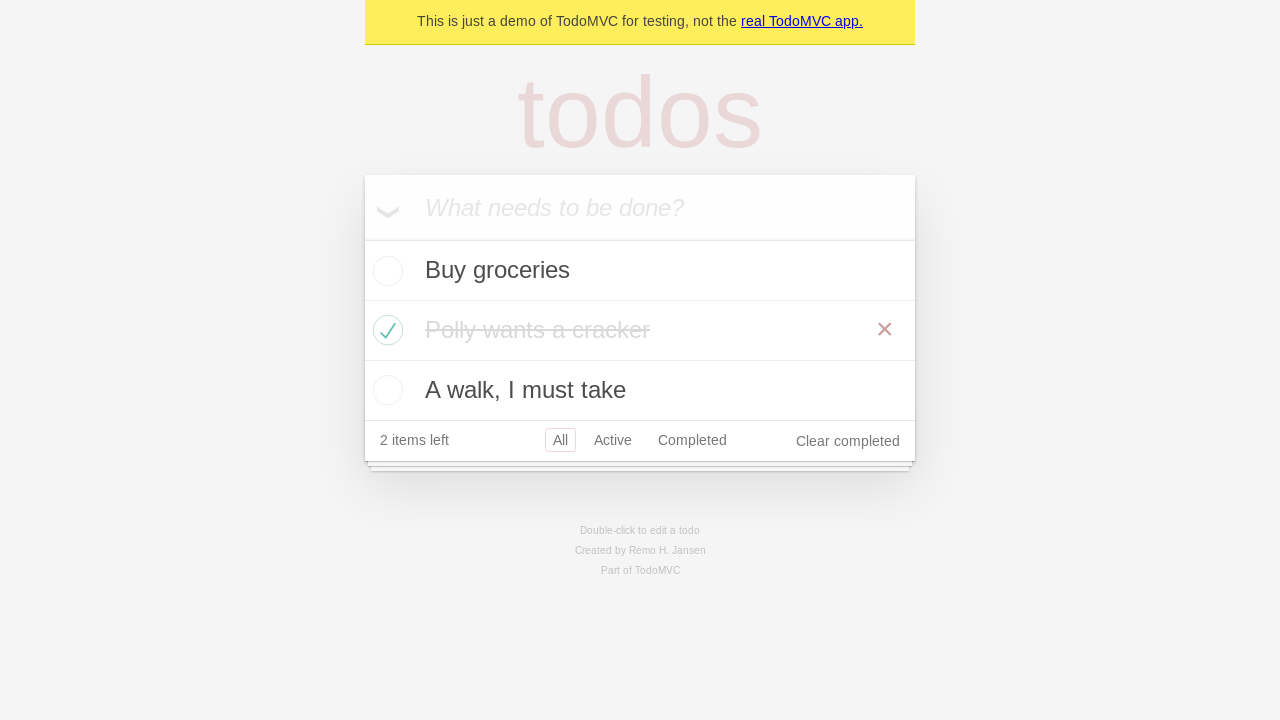 This is just a demo of TodoMVC for testing, not the real TodoMVC app.
todos
What needs to be done?
Buy groceries
Polly wants a cracker
A walk, I must take
2 items left All Active Completed Clear completed
Double-click to edit a todo
Created by Remo H. Jansen
Part of TodoMVC